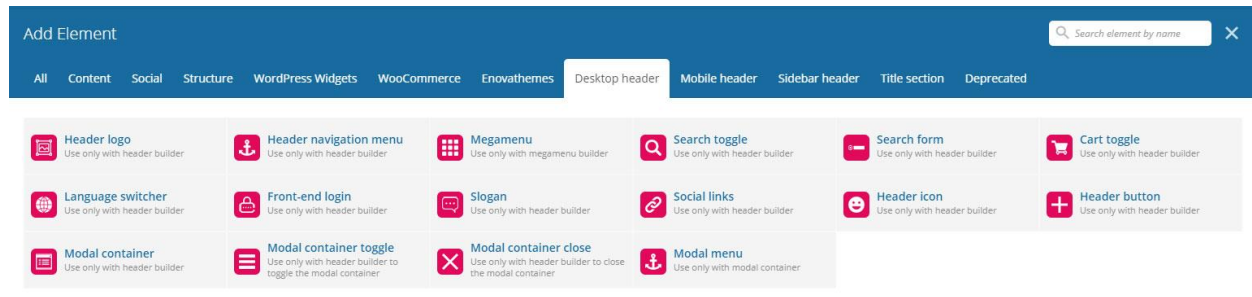 Add Element
Search element by name
All Content Social Structure WordPress Widgets WooCommerce Enovathemes Desktop header Mobile header Sidebar header Title section Deprecated
Header logo
Use only with header builder
Header navigation menu
Use only with header builder
Megamenu
Use only with megamenu builder
Search toggle
Use only with header builder
Search form
Use only with header builder
Cart toggle
Use only with header builder
Language switcher
Use only with header builder
Front-end login
Use only with header builder
Slogan
Use only with header builder
Social links
Use only with header builder
Header icon
Use only with header builder
Header button
Use only with header builder
Modal container
Use only with header builder
Modal container toggle
Use only with header builder to
toggle the modal container
Modal container close
Use only with header builder to close
the modal container
Modal menu
Use only with modal container